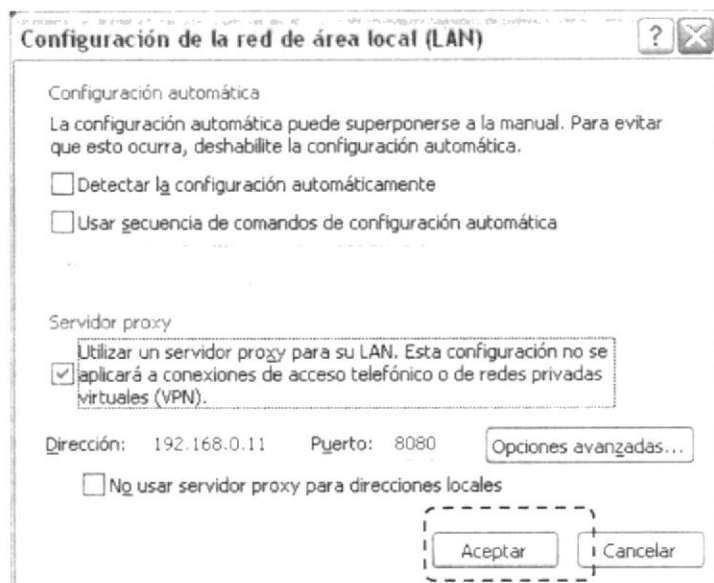 Configuración de la red de área local (LAN)
?
Configuración automática
La configuración automática puede superponerse a la manual. Para evitar
que esto ocurra, deshabilite la configuración automática.
Detectar la configuración automáticamente
Usar secuencia de comandos de configuración automática
Servidor proxy
Utilizar un servidor proxy para su LAN. Esta configuración no se
aplicará a conexiones de acceso telefónico o de redes privadas
virtuales (VPN).
Dirección: 192.168.0.11 Puerto: 8080 Opciones avanzadas...
No usar servidor proxy para direcciones locales
Aceptar Cancelar